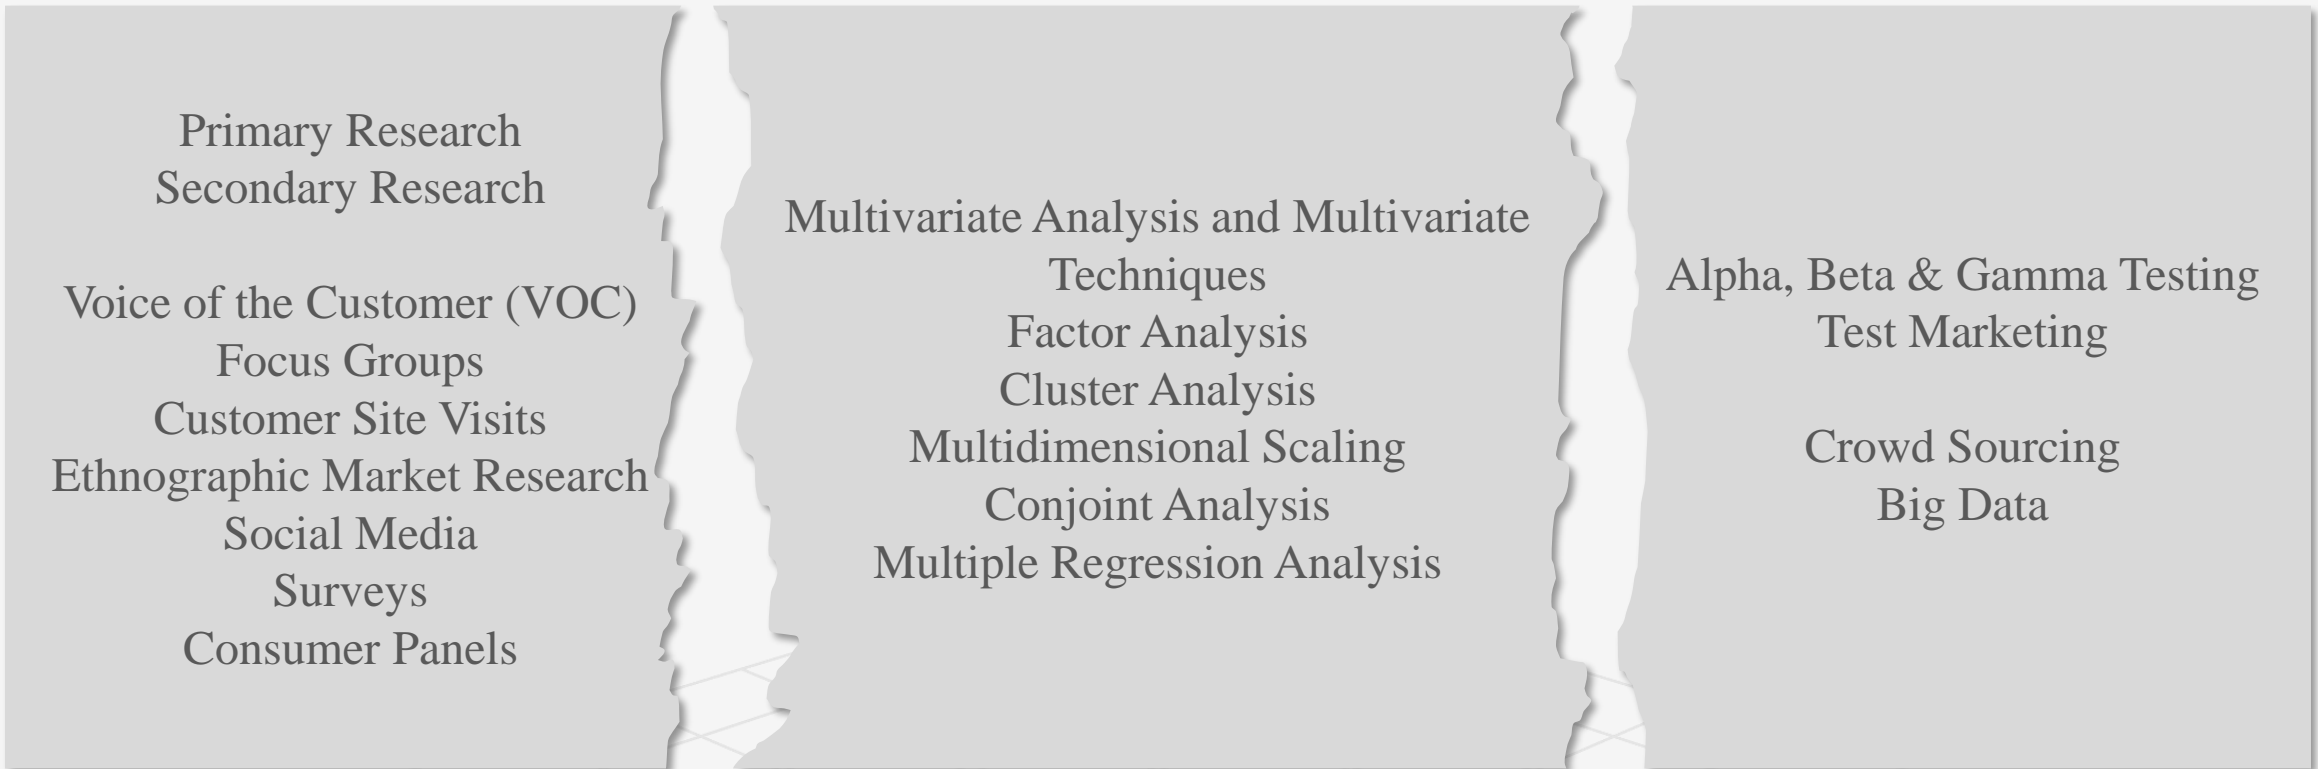 Primary Research
Secondary Research
Voice of the Customer (VOC)
Focus Groups
Customer Site Visits
Ethnographic Market Research
Social Media
Surveys
Consumer Panels
Multivariate Analysis and Multivariate
Techniques
Factor Analysis
Cluster Analysis
Multidimensional Scaling
Conjoint Analysis
Multiple Regression Analysis
Alpha, Beta & Gamma Testing
Test Marketing
Crowd Sourcing
Big Data